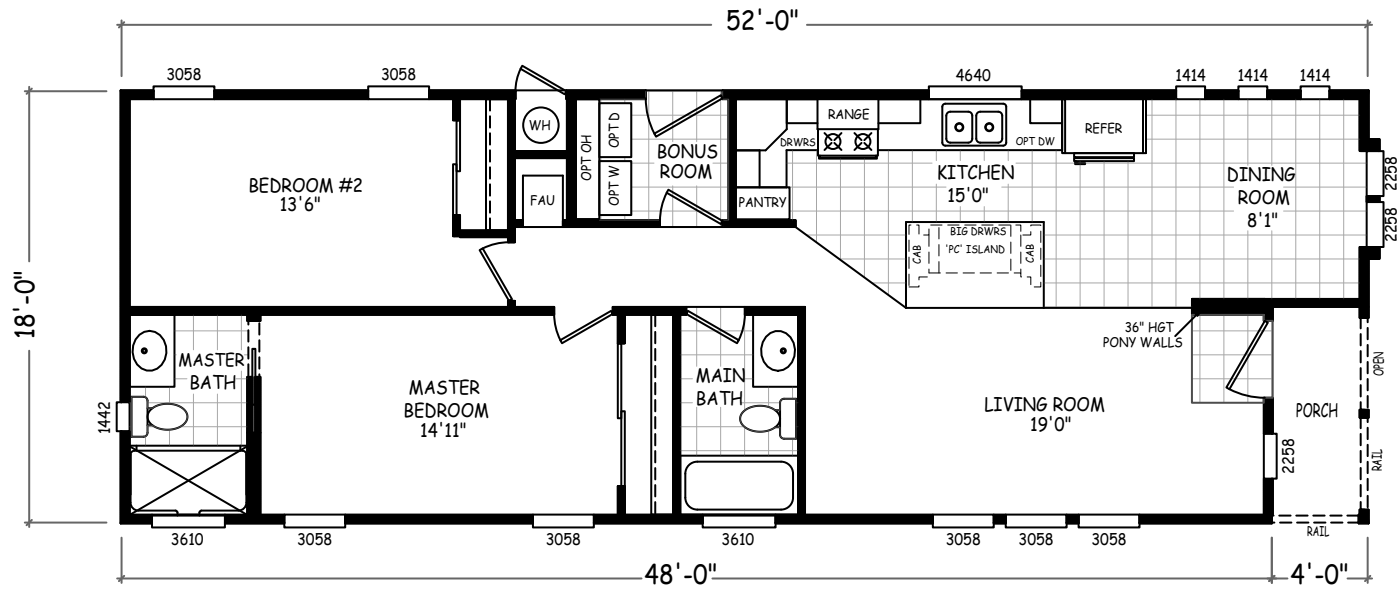 52'-0"
3058
3058
4640
1414
1414
1414
WH
OPT OH
OPT D
OPT W
BONUS
ROOM
FAU
RANGE
DRWRS
OPT DW
REFER
PANTRY
KITCHEN
15'0"
BIG DRWRS
'PC' ISLAND
CAB
CAB
DINING
ROOM
8'1"
2258
2258
BEDROOM #2
13'6"
18'-0"
MASTER
BATH
1442
MASTER
BEDROOM
14'11"
MAIN
BATH
36" HGT
PONY WALLS
LIVING ROOM
19'0"
PORCH
OPEN
RAIL
2258
RAIL
3610
3058
3058
3610
3058
3058
3058
48'-0"
4'-0"